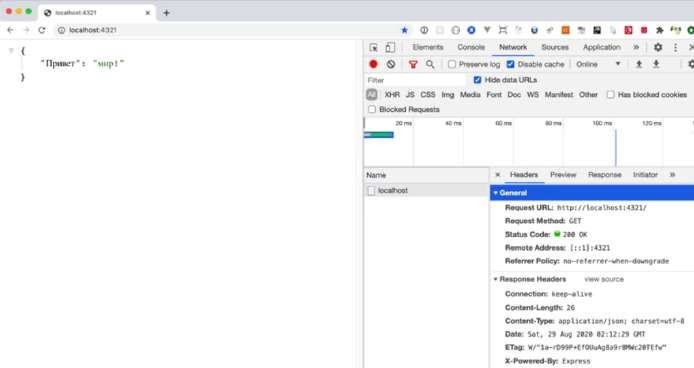 localhost:4321
localhost:4321
{
"Привет": "мир!"
}
Elements Console Network Sources Application »
Preserve log Disable cache Online
Filter
Hide data URLs
All XHR JS CSS Img Media Font Doc WS Manifest Other Has blocked cookies
Blocked Requests
20 ms 40 ms 60 ms 80 ms 100 ms 120 ms
Name
localhost
× Headers Preview Response Initiator »
General
Request URL: http://localhost:4321/
Request Method: GET
Status Code: 200 OK
Remote Address: [::1]:4321
Referrer Policy: no-referrer-when-downgrade
Response Headers view source
Connection: keep-alive
Content-Length: 26
Content-Type: application/json; charset=utf-8
Date: Sat, 29 Aug 2020 02:12:29 GMT
ETag:
X-Powered-By: Express